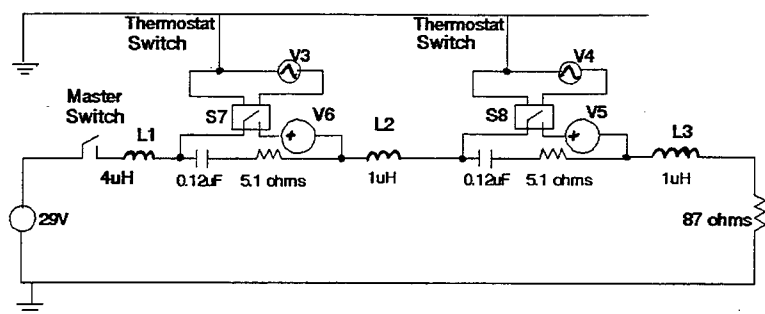 Thermostat
Switch
Thermostat
Switch
V3
V4
Master
Switch
S7
V6
S8
V5
L1
L2
L3
4uH
0.12uF
5.1 ohms
1uH
0.12uF
5.1 ohms
1uH
29V
87 ohms